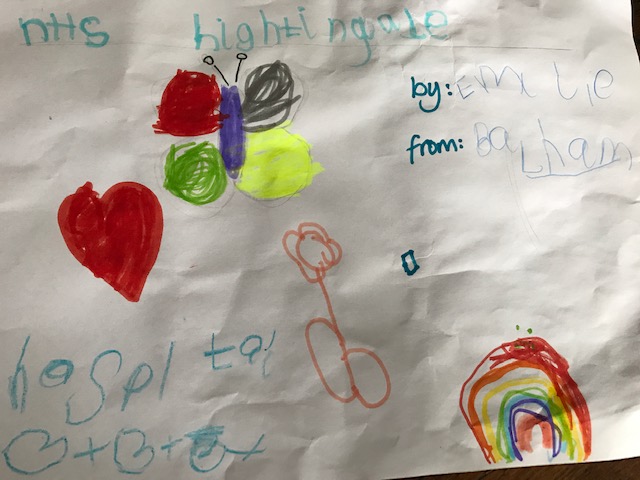 nHS hightingale
by: Emilie
from: Balham
hospital